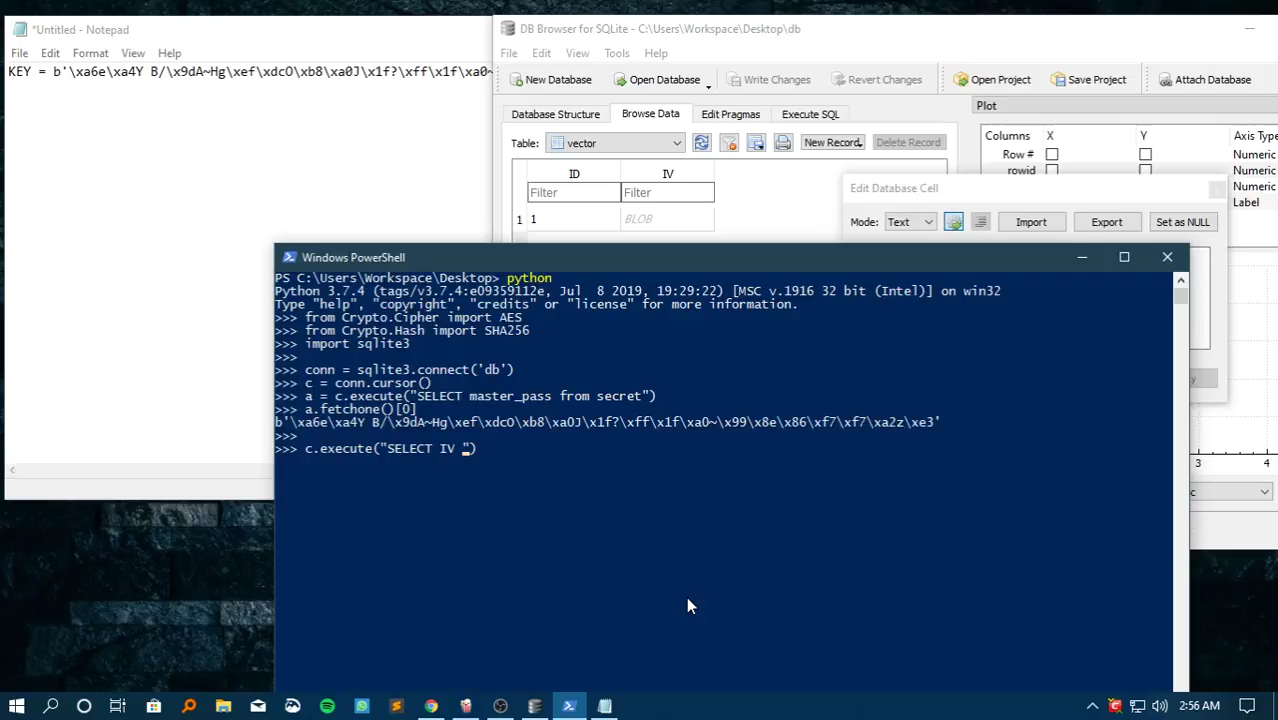 *Untitled - Notepad
File Edit Format View Help
KEY = b'\xa6e\xa4Y B/\x9dA~Hg\xef\xdcO\xb8\xa0J\x1f?\xff\x1f\xa0~
DB Browser for SQLite - C:\Users\Workspace\Desktop\db
File Edit View Tools Help
New Database Open Database Write Changes Revert Changes Open Project Save Project Attach Database
Database Structure Browse Data Edit Pragmas Execute SQL
Table: vector New Record Delete Record
ID IV
Filter Filter
1 1 BLOB
Plot
Columns X Y Axis Type
Row # Numeric
rowid Numeric
Numeric
Label
Edit Database Cell
Mode: Text Import Export Set as NULL
3 4
Windows PowerShell
PS C:\Users\Workspace\Desktop> python
Python 3.7.4 (tags/v3.7.4:e09359112e, Jul  8 2019, 19:29:22) [MSC v.1916 32 bit (Intel)] on win32
Type "help", "copyright", "credits" or "license" for more information.
>>> from Crypto.Cipher import AES
>>> from Crypto.Hash import SHA256
>>> import sqlite3
>>>
>>> conn = sqlite3.connect('db')
>>> c = conn.cursor()
>>> a = c.execute("SELECT master_pass from secret")
>>> a.fetchone()[0]
b'\xa6e\xa4Y B/\x9dA~Hg\xef\xdcO\xb8\xa0J\x1f?\xff\x1f\xa0~\x99\x8e\x86\xf7\xf7\xa2z\xe3'
>>>
>>> c.execute("SELECT IV ")
2:56 AM